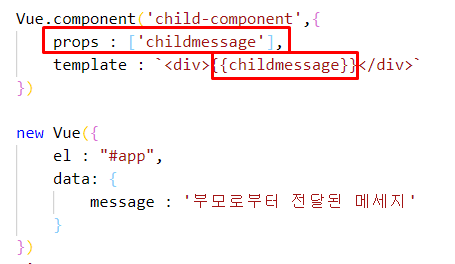 Vue.component('child-component',{
props : ['childmessage'],
template : `<div>{{childmessage}}</div>`
})
new Vue({
el : "#app",
data: {
message : '부모로부터 전달된 메세지'
}
})